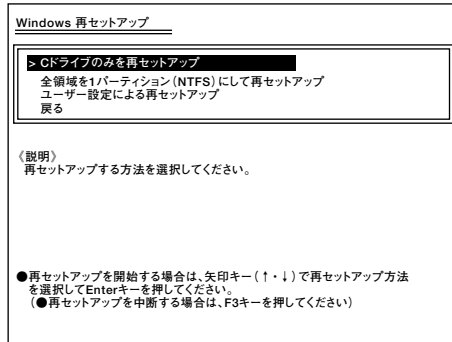 Windows 再セットアップ
> Cドライブのみを再セットアップ
全領域を1パーティション(NTFS)にして再セットアップ
ユーザー設定による再セットアップ
戻る
《説明》
再セットアップする方法を選択してください。
●再セットアップを開始する場合は、矢印キー(↑・↓)で再セットアップ方法
を選択してEnterキーを押してください。
(●再セットアップを中断する場合は、F3キーを押してください)